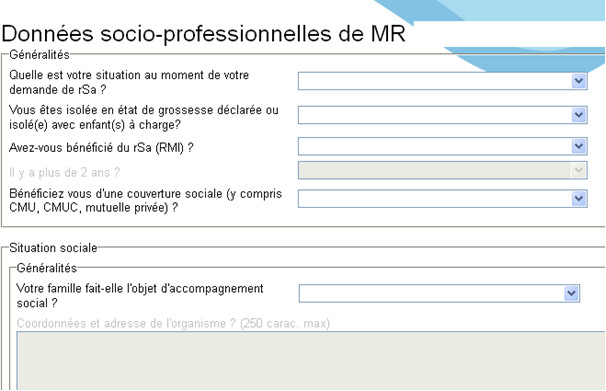 Données socio-professionnelles de MR
Généralités
Quelle est votre situation au moment de votre
demande de rSa ?
Vous êtes isolée en état de grossesse déclarée ou
isolé(e) avec enfant(s) à charge?
Avez-vous bénéficié du rSa (RMI) ?
Il y a plus de 2 ans ?
Bénéficiez vous d'une couverture sociale (y compris
CMU, CMUC, mutuelle privée) ?
Situation sociale
Généralités
Votre famille fait-elle l'objet d'accompagnement
social ?
Coordonnées et adresse de l'organisme ? (250 carac. max)